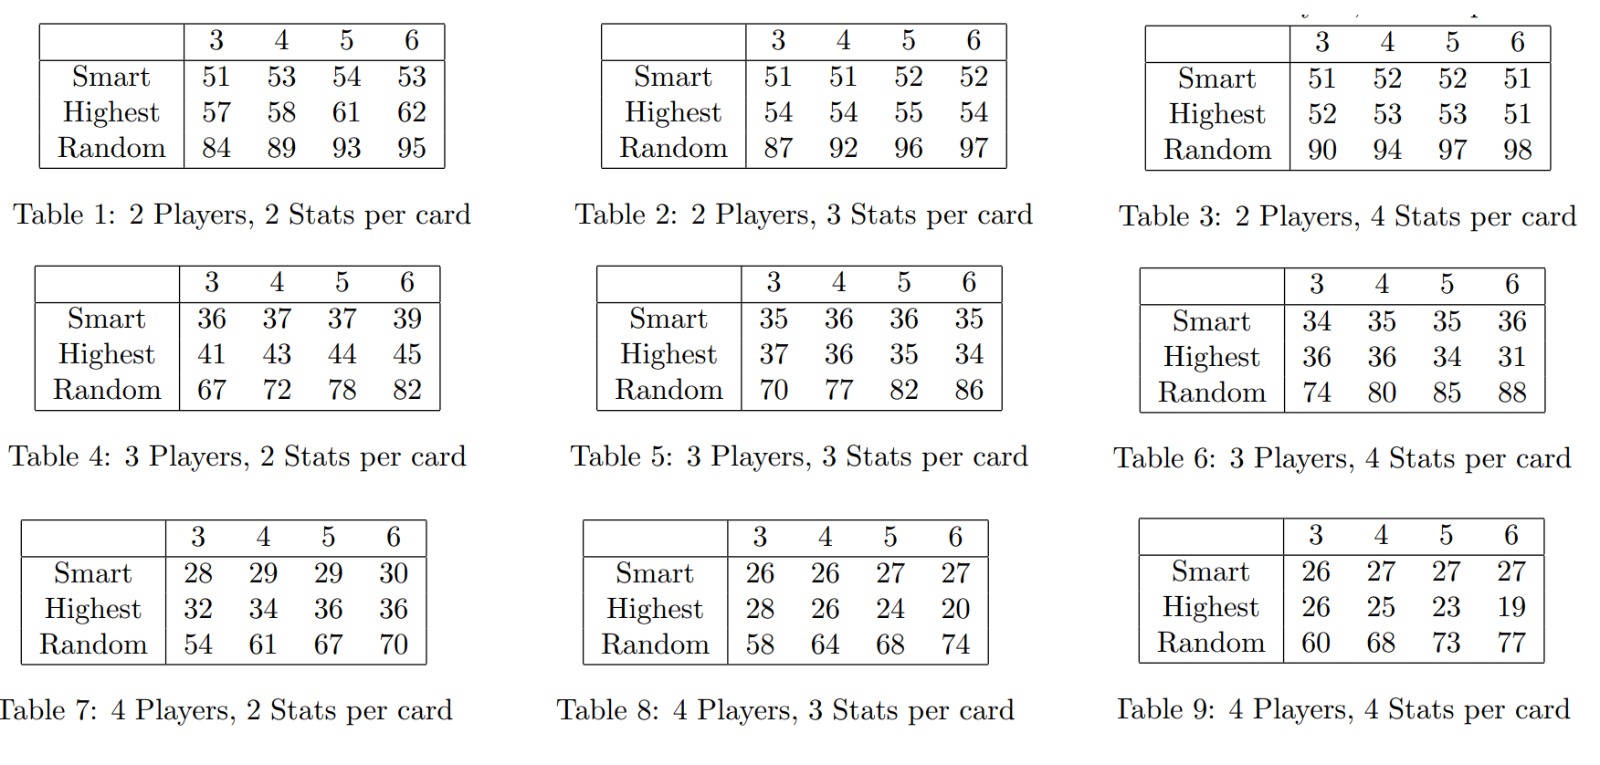 3 4 5 6
Smart 51 53 54 53
Highest 57 58 61 62
Random 84 89 93 95
Table 1: 2 Players, 2 Stats per card
3 4 5 6
Smart 51 51 52 52
Highest 54 54 55 54
Random 87 92 96 97
Table 2: 2 Players, 3 Stats per card
3 4 5 6
Smart 51 52 52 51
Highest 52 53 53 51
Random 90 94 97 98
Table 3: 2 Players, 4 Stats per card
3 4 5 6
Smart 36 37 37 39
Highest 41 43 44 45
Random 67 72 78 82
Table 4: 3 Players, 2 Stats per card
3 4 5 6
Smart 35 36 36 35
Highest 37 36 35 34
Random 70 77 82 86
Table 5: 3 Players, 3 Stats per card
3 4 5 6
Smart 34 35 35 36
Highest 36 36 34 31
Random 74 80 85 88
Table 6: 3 Players, 4 Stats per card
3 4 5 6
Smart 28 29 29 30
Highest 32 34 36 36
Random 54 61 67 70
Table 7: 4 Players, 2 Stats per card
3 4 5 6
Smart 26 26 27 27
Highest 28 26 24 20
Random 58 64 68 74
Table 8: 4 Players, 3 Stats per card
3 4 5 6
Smart 26 27 27 27
Highest 26 25 23 19
Random 60 68 73 77
Table 9: 4 Players, 4 Stats per card